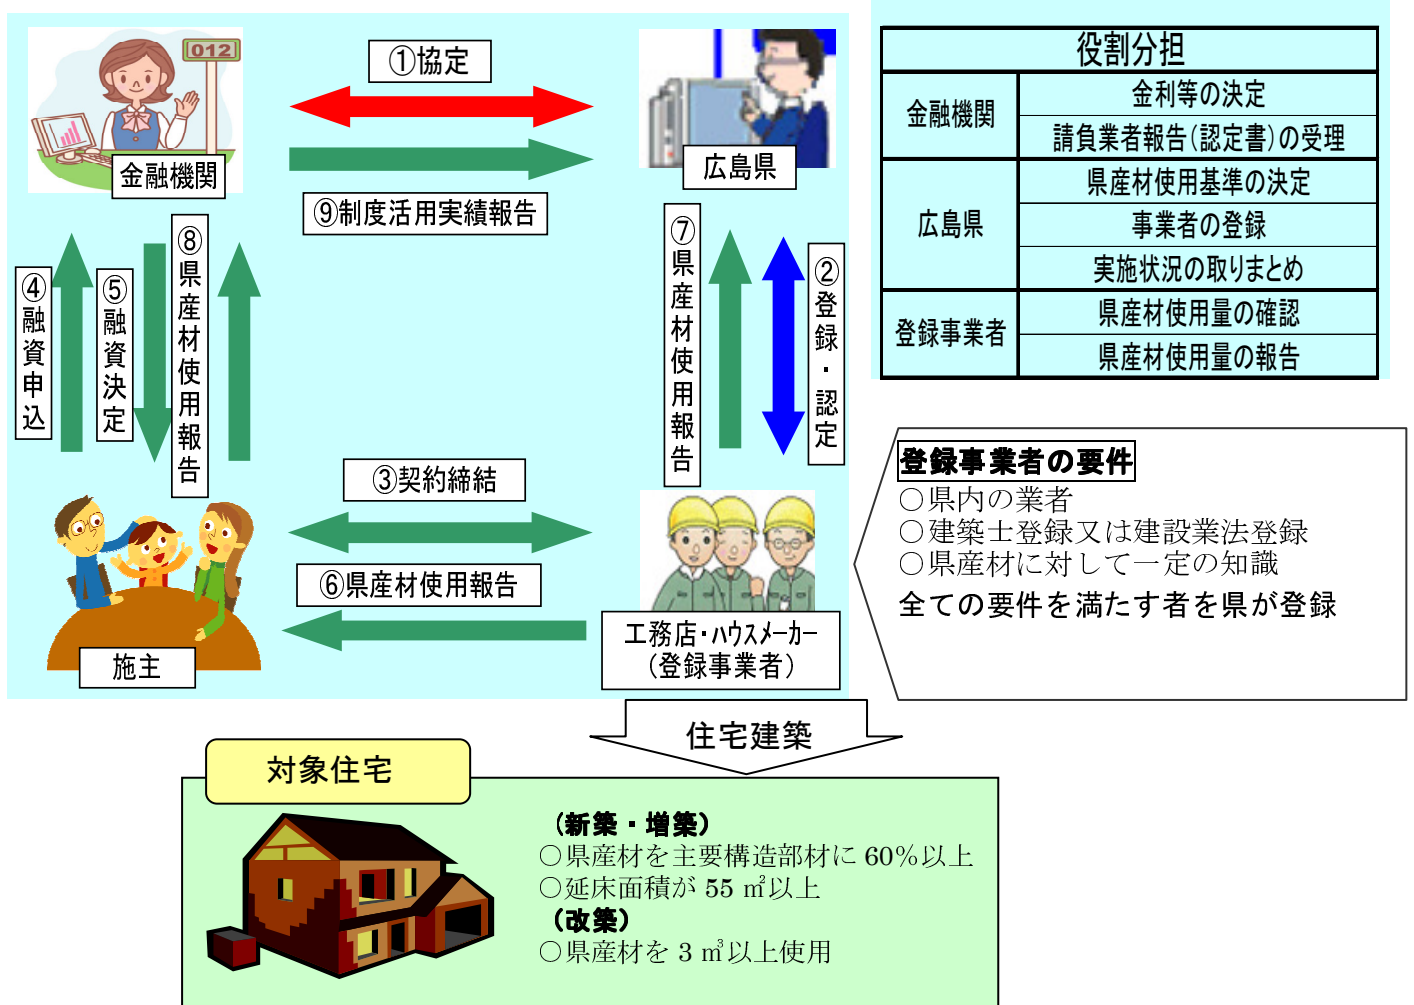 012
①協定
金融機関
広島県
⑨制度活用実績報告
④融資申込
⑤融資決定
⑧県産材使用報告
⑦県産材使用報告
②登録・認定
③契約締結
⑥県産材使用報告
施主
工務店・ハウスメーカー
(登録事業者)
役割分担
金融機関
金利等の決定
請負業者報告(認定書)の受理
広島県
県産材使用基準の決定
事業者の登録
実施状況の取りまとめ
登録事業者
県産材使用量の確認
県産材使用量の報告
登録事業者の要件
○県内の業者
○建築士登録又は建設業法登録
○県産材に対して一定の知識
全ての要件を満たす者を県が登録
住宅建築
対象住宅
(新築・増築)
○県産材を主要構造部材に 60%以上
○延床面積が 55 ㎡以上
(改築)
○県産材を 3 ㎥以上使用